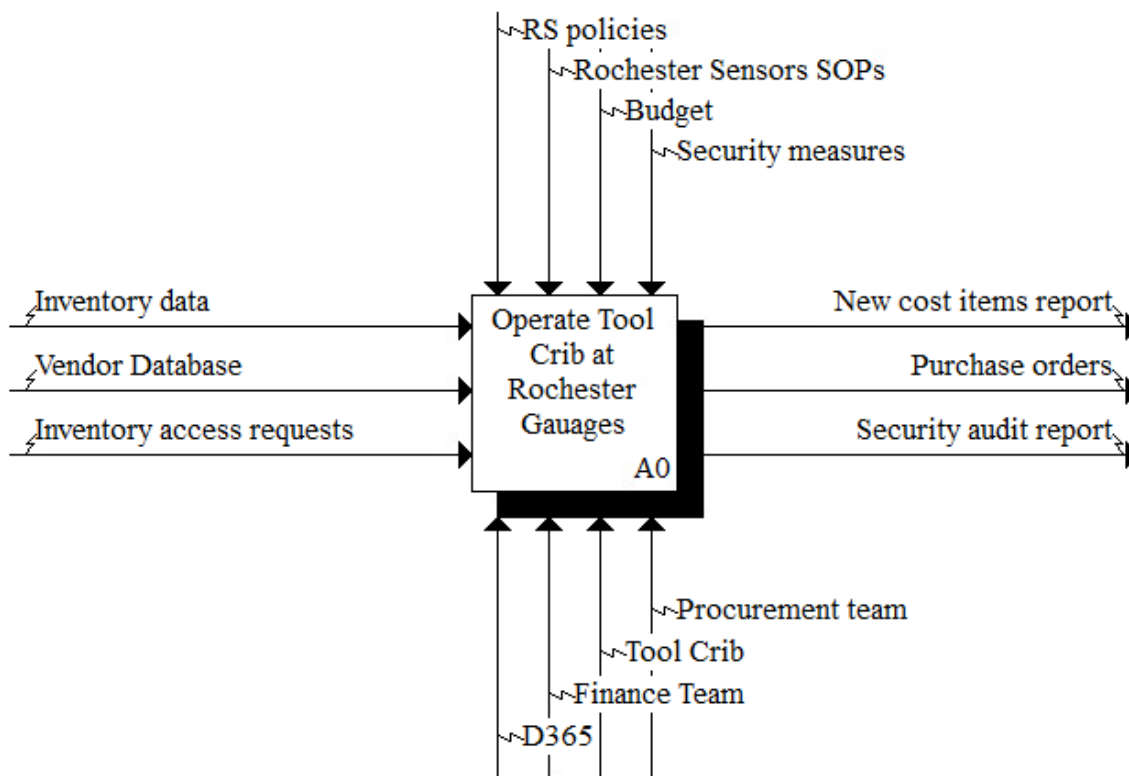 RS policies
Rochester Sensors SOPs
Budget
Security measures
Inventory data
Vendor Database
Inventory access requests
Operate Tool
Crib at
Rochester
Gauages
A0
New cost items report
Purchase orders
Security audit report
Procurement team
Tool Crib
Finance Team
D365